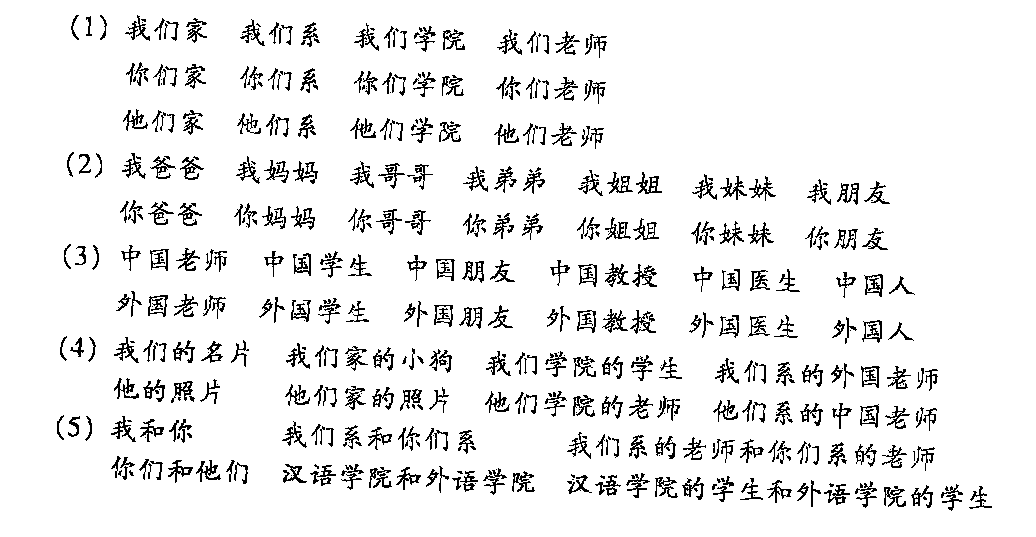 (1) 我们家 我们系 我们学院 我们老师
你们家 你们系 你们学院 你们老师
他们家 他们系 他们学院 他们老师
(2) 我爸爸 我妈妈 我哥哥 我弟弟 我姐姐 我妹妹 我朋友
你爸爸 你妈妈 你哥哥 你弟弟 你姐姐 你妹妹 你朋友
(3) 中国老师 中国学生 中国朋友 中国教授 中国医生 中国人
外国老师 外国学生 外国朋友 外国教授 外国医生 外国人
(4) 我们的名片 我们家的小狗 我们学院的学生 我们系的外国老师
他的照片 他们家的照片 他们学院的老师 他们系的中国老师
(5) 我和你 我们系和你们系 我们系的老师和你们系的老师
你们和他们 汉语学院和外语学院 汉语学院的学生和外语学院的学生